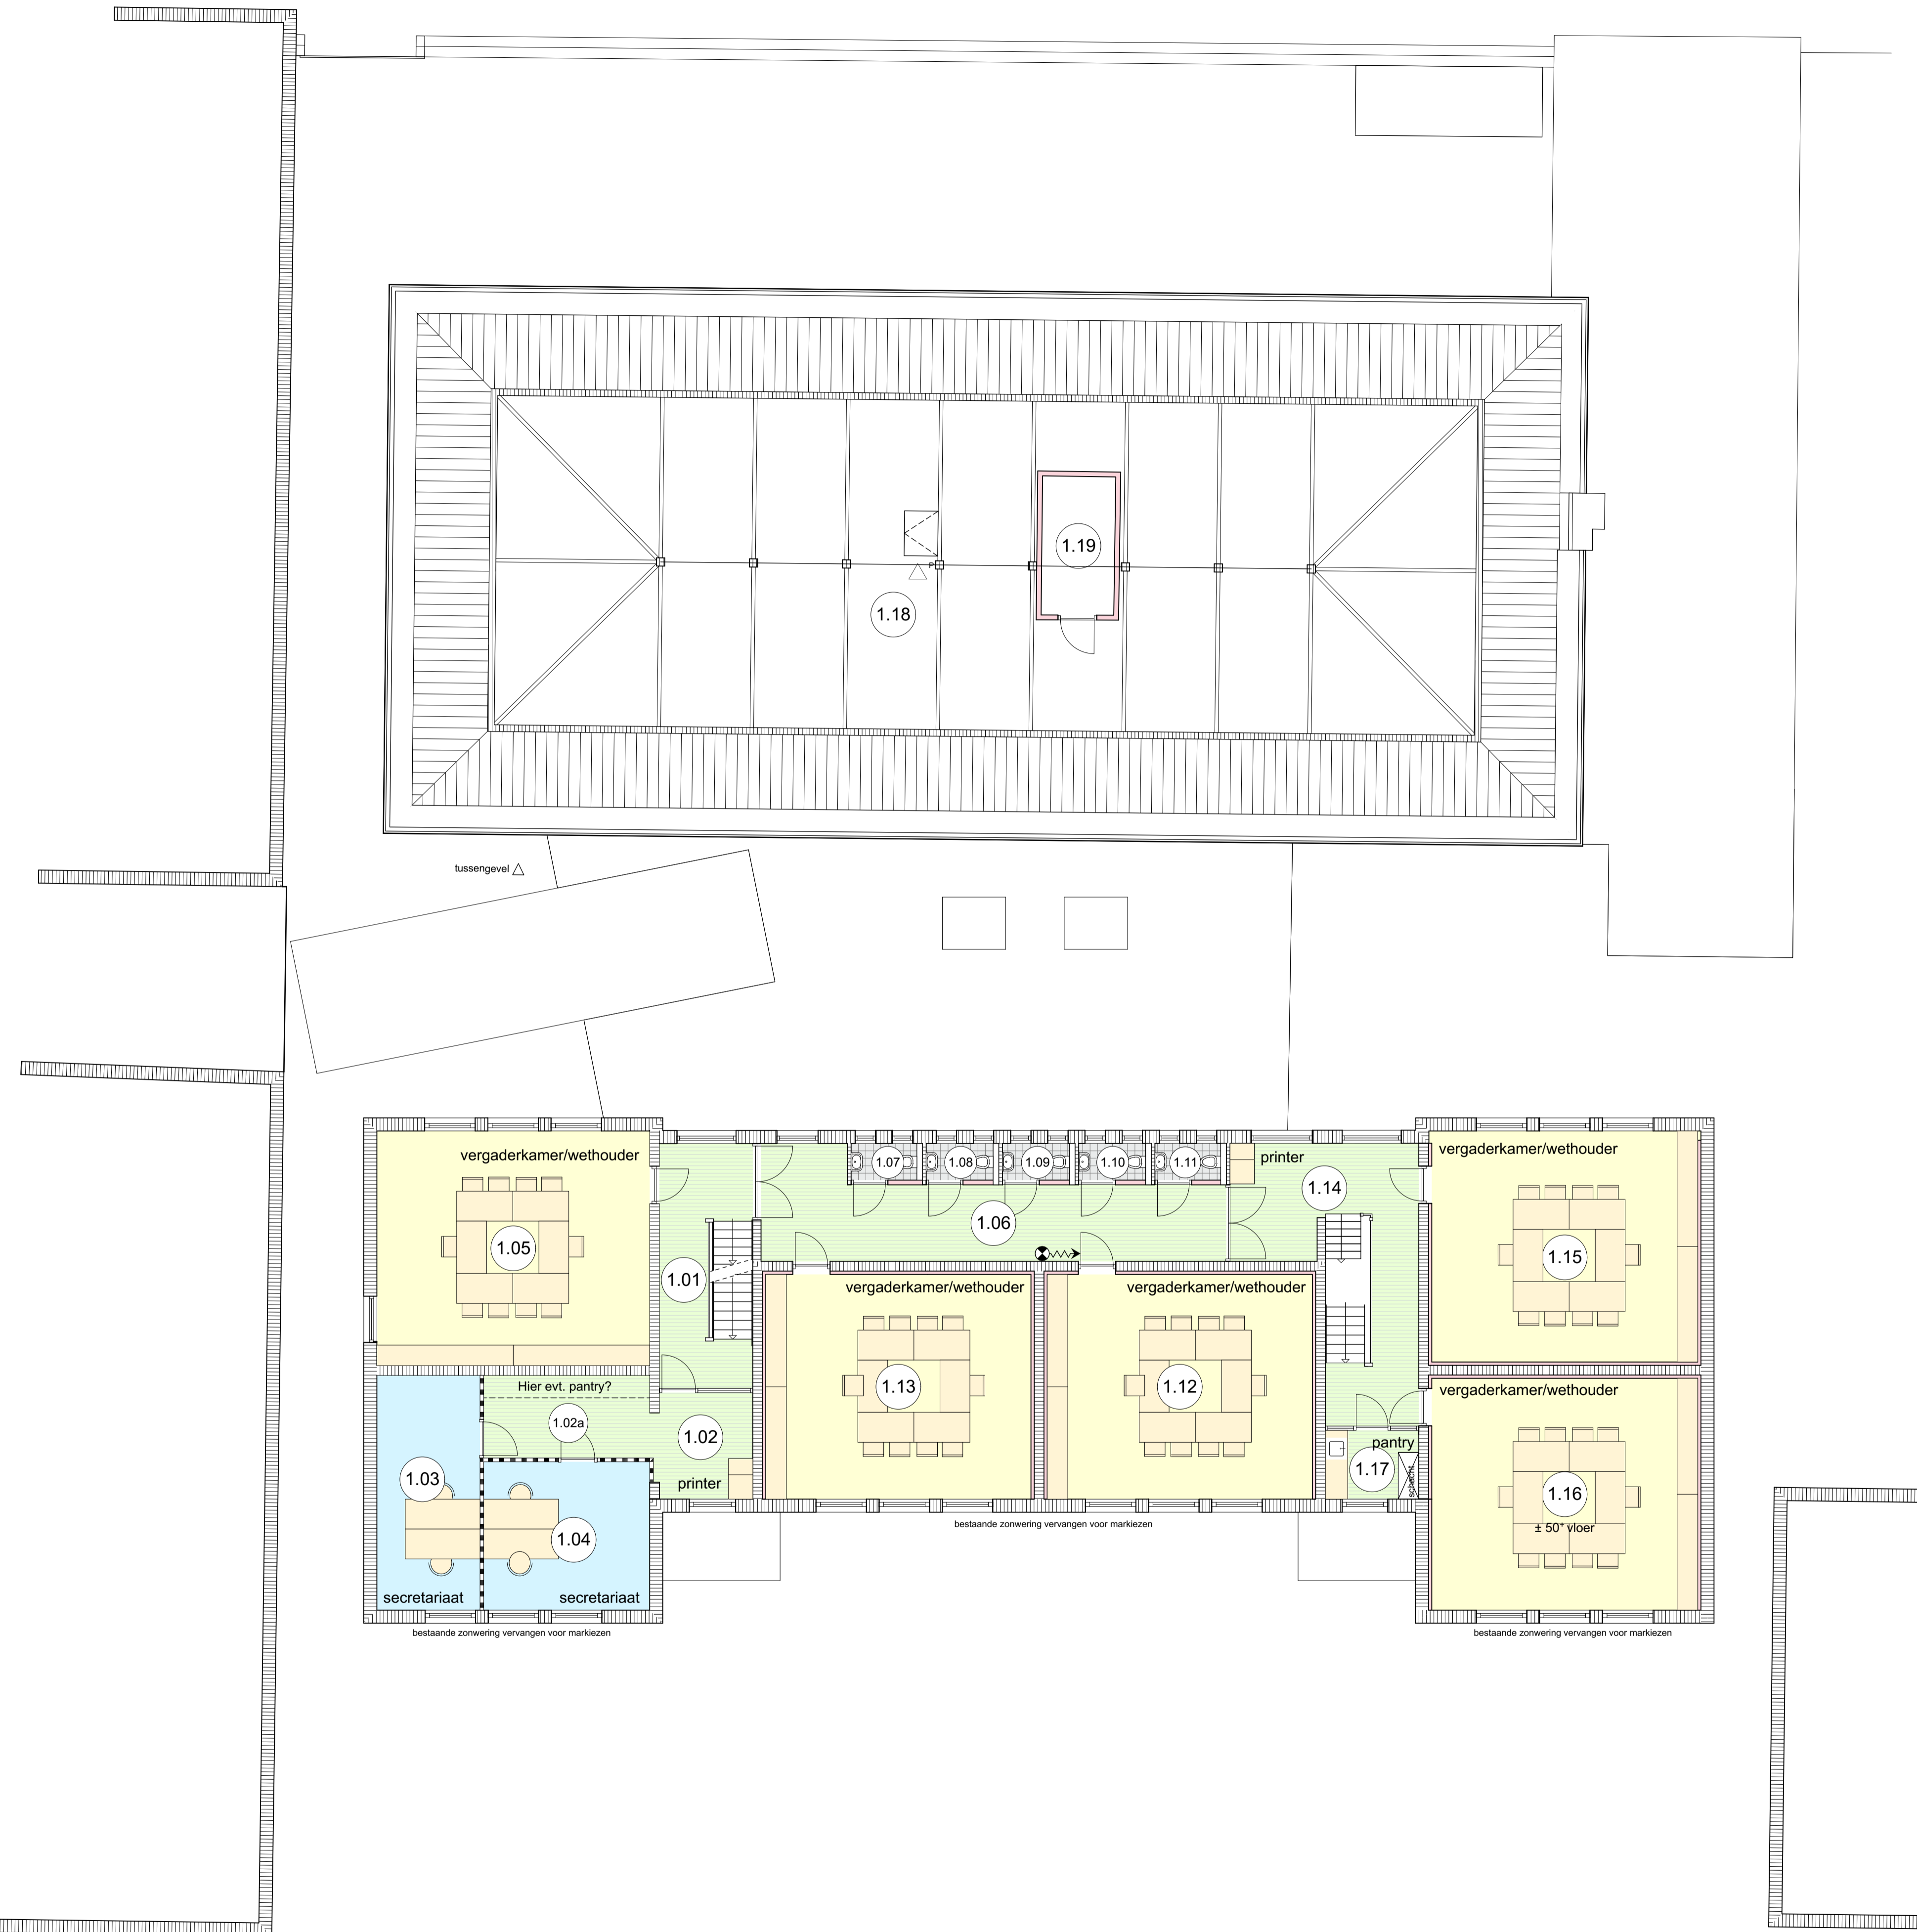 1.19
P
1.18
tussengevel
vergaderkamer/wethouder
1.05
1.07
1.08
1.09
1.10
1.11
printer
1.14
vergaderkamer/wethouder
1.06
1.15
1.01
vergaderkamer/wethouder
1.13
vergaderkamer/wethouder
1.12
Hier evt. pantry?
1.02a
1.02
printer
1.03
1.04
secretariaat
secretariaat
pantry
1.17
schacht
vergaderkamer/wethouder
1.16
± 50+ vloer
bestaande zonwering vervangen voor markiezen
bestaande zonwering vervangen voor markiezen
bestaande zonwering vervangen voor markiezen